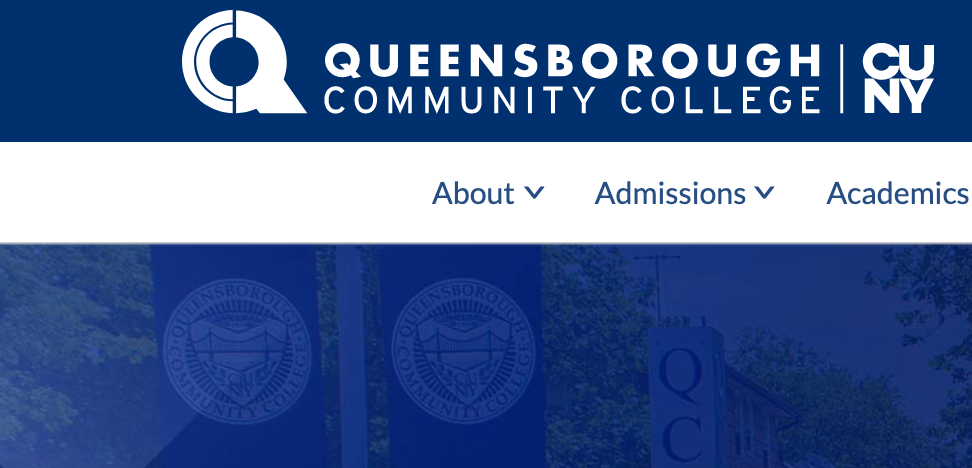 QUEENSBOROUGH
COMMUNITY COLLEGE
CU
NY
About
Admissions
Academics
QUEENSBOROUGH
COMMUNITY COLLEGE
QUEENSBOROUGH
COMMUNITY COLLEGE
Q
C